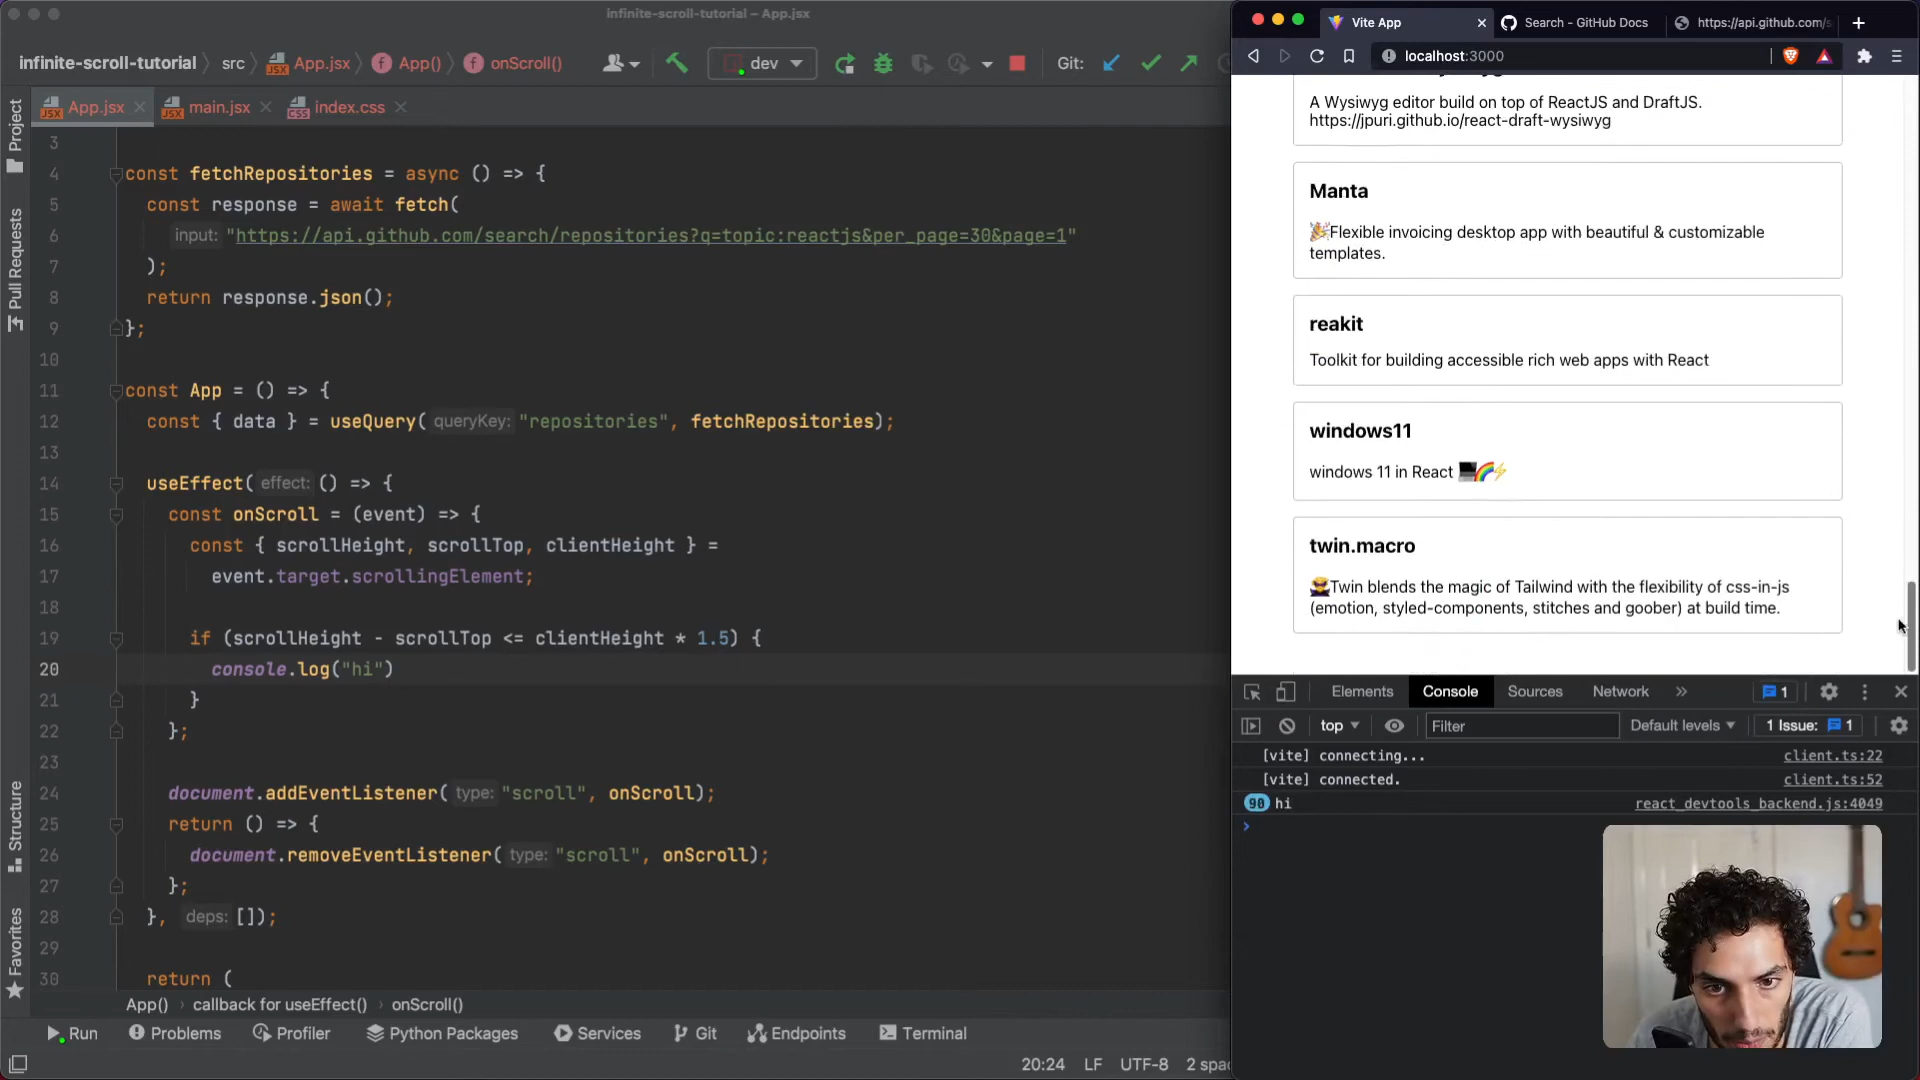 infinite-scroll-tutorial – App.jsx
infinite-scroll-tutorial src App.jsx App() onScroll() dev Git:
App.jsx main.jsx index.css
Project
Pull Requests
Structure
Favorites
3
4 const fetchRepositories = async () => {
5 const response = await fetch(
6 input: "https://api.github.com/search/repositories?q=topic:reactjs&per_page=30&page=1"
7 );
8 return response.json();
9 };
10
11 const App = () => {
12 const { data } = useQuery( queryKey: "repositories", fetchRepositories);
13
14 useEffect( effect: () => {
15 const onScroll = (event) => {
16 const { scrollHeight, scrollTop, clientHeight } =
17 event.target.scrollingElement;
18
19 if (scrollHeight - scrollTop <= clientHeight * 1.5) {
20 console.log("hi")
21 }
22 };
23
24 document.addEventListener( type: "scroll", onScroll);
25 return () => {
26 document.removeEventListener( type: "scroll", onScroll);
27 };
28 }, deps: []);
29
30 return (
App() callback for useEffect() onScroll()
Run Problems Profiler Python Packages Services Git Endpoints Terminal
20:24 LF UTF-8 2 spac
Vite App Search - GitHub Docs https://api.github.com/s
localhost:3000
A Wysiwyg editor build on top of ReactJS and DraftJS.
https://jpuri.github.io/react-draft-wysiwyg
Manta
🎉Flexible invoicing desktop app with beautiful & customizable
templates.
reakit
Toolkit for building accessible rich web apps with React
windows11
windows 11 in React 💻🌈⚡
twin.macro
🦹Twin blends the magic of Tailwind with the flexibility of css-in-js
(emotion, styled-components, stitches and goober) at build time.
Elements Console Sources Network » 1
top Filter Default levels 1 Issue: 1
[vite] connecting... client.ts:22
[vite] connected. client.ts:52
90 hi react_devtools_backend.js:4049